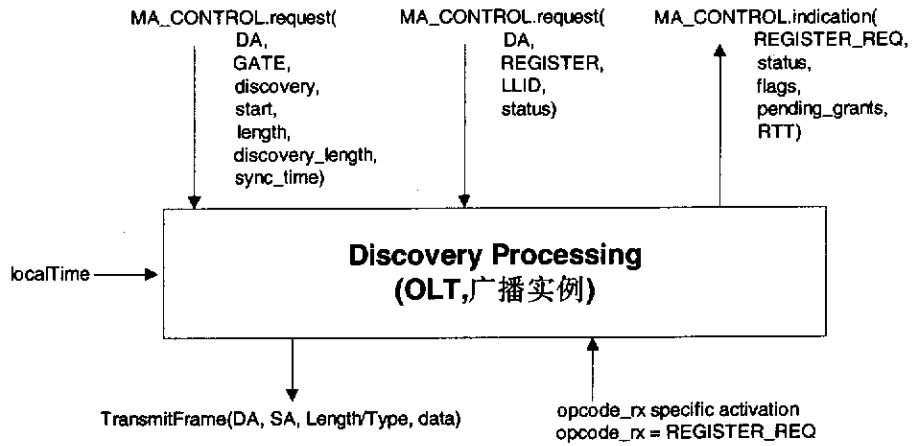 MA_CONTROL.request(
DA,
GATE,
discovery,
start,
length,
discovery_length,
sync_time)
MA_CONTROL.request(
DA,
REGISTER,
LLID,
status)
MA_CONTROL.indication(
REGISTER_REQ,
status,
flags,
pending_grants,
RTT)
localTime
Discovery Processing
(OLT,广播实例)
TransmitFrame(DA, SA, Length/Type, data)
opcode_rx specific activation
opcode_rx = REGISTER_REQ